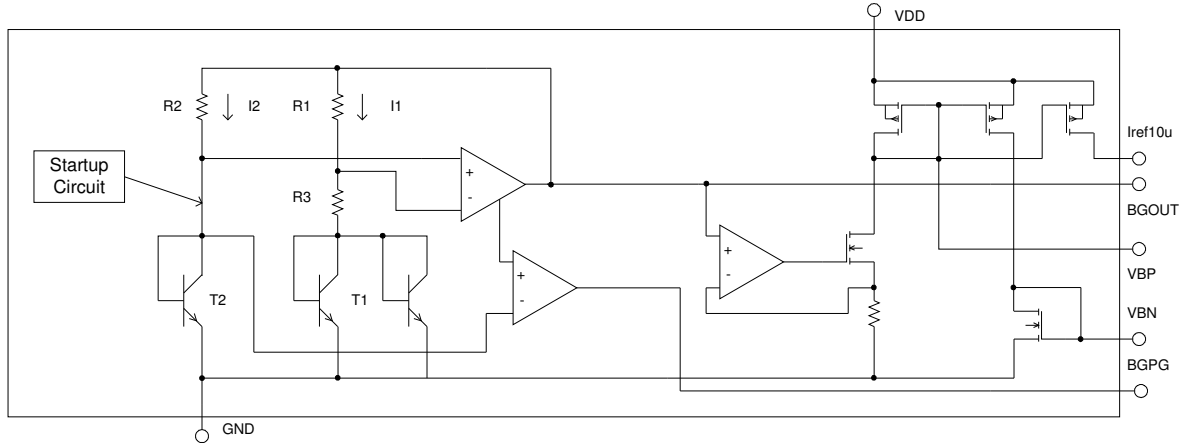 VDD
R2
I2
R1
I1
Iref10u
Startup
Circuit
+
-
R3
BGOUT
+
-
VBP
T2
T1
+
-
VBN
BGPG
GND